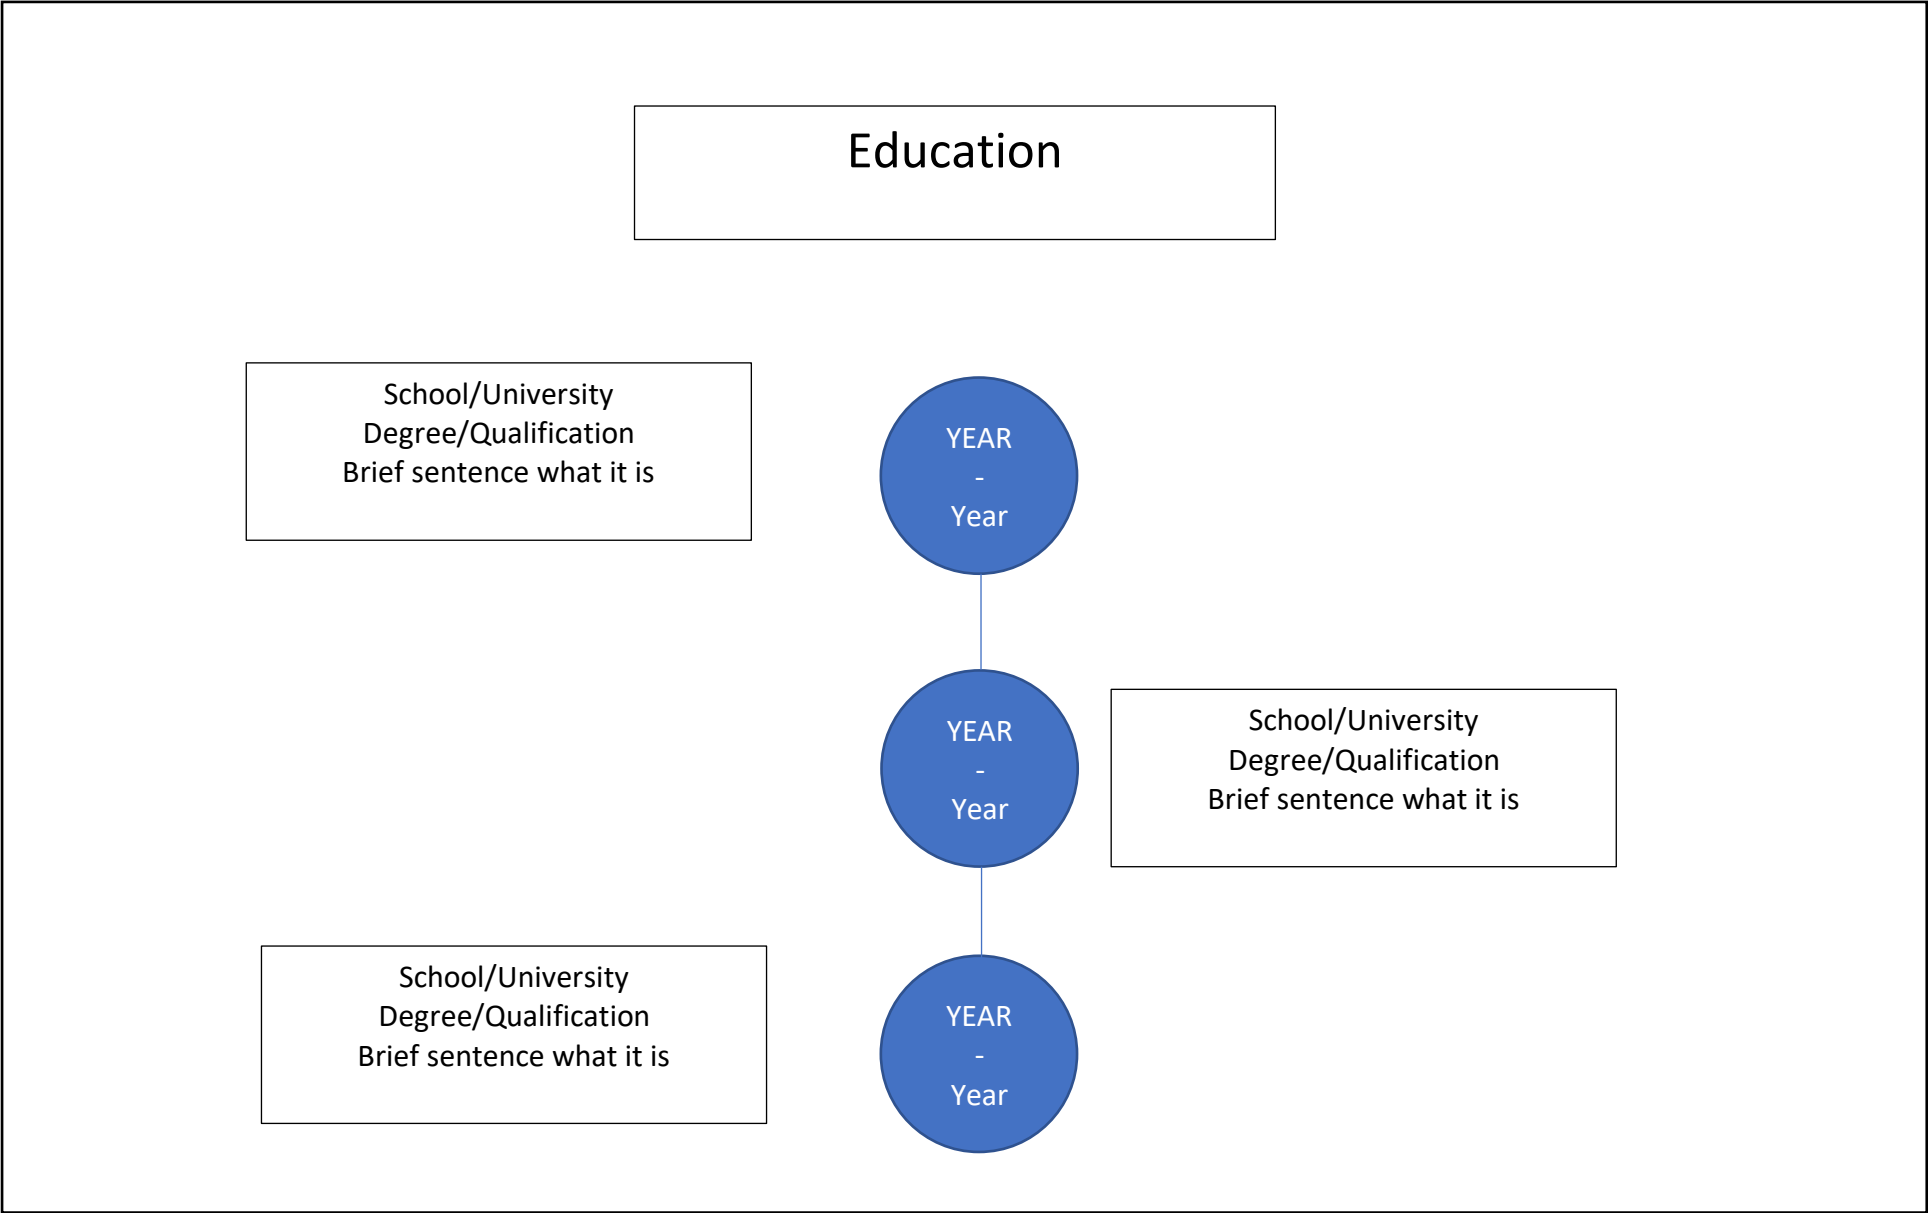 Education
School/University
Degree/Qualification
Brief sentence what it is
YEAR
-
Year
YEAR
-
Year
School/University
Degree/Qualification
Brief sentence what it is
School/University
Degree/Qualification
Brief sentence what it is
YEAR
-
Year